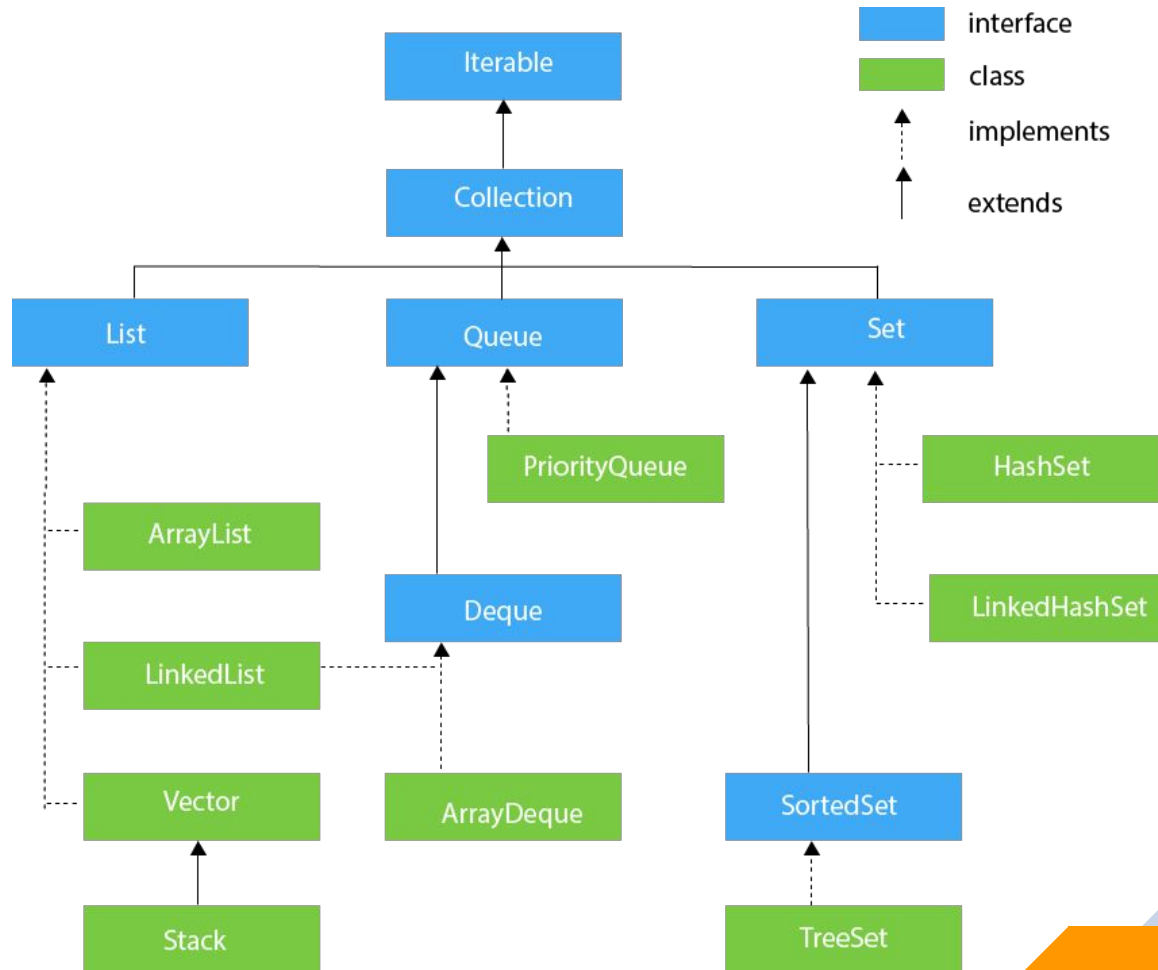 interface
class
implements
extends
Iterable
Collection
List
Queue
Set
PriorityQueue
HashSet
ArrayList
Deque
LinkedHashSet
LinkedList
Vector
ArrayDeque
SortedSet
Stack
TreeSet